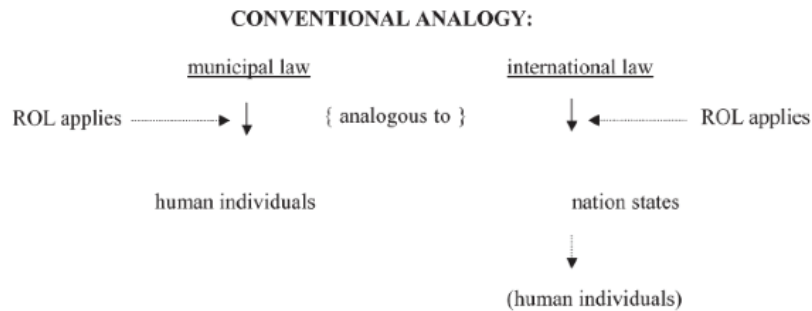 CONVENTIONAL ANALOGY:
municipal law international law
ROL applies { analogous to } ROL applies
human individuals nation states
(human individuals)